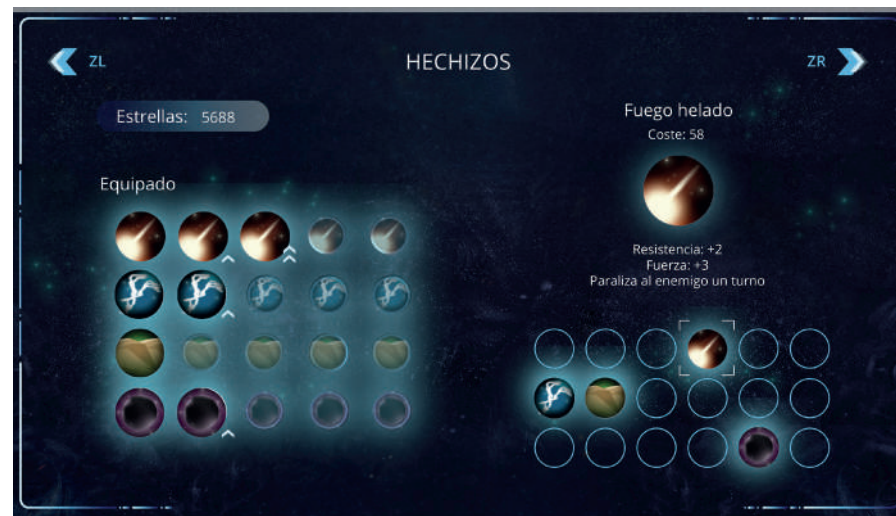 ZL
HECHIZOS
ZR
Estrellas: 5688
Equipado
Fuego helado
Coste: 58
Resistencia: +2
Fuerza: +3
Paraliza al enemigo un turno